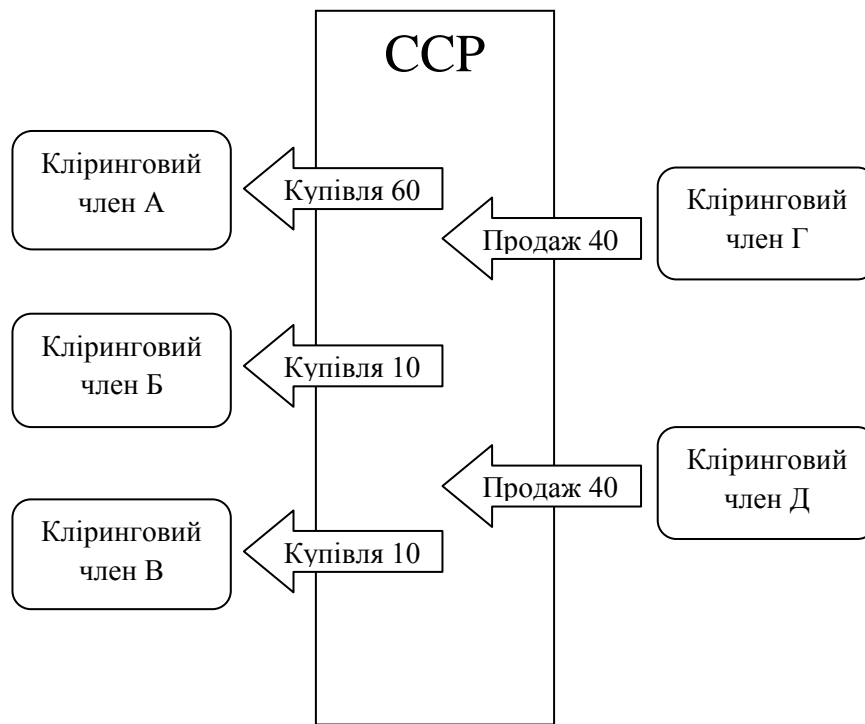 ССР
Кліринговий
член А
Купівля 60
Кліринговий
член Г
Продаж 40
Кліринговий
член Б
Купівля 10
Кліринговий
член Д
Продаж 40
Кліринговий
член В
Купівля 10